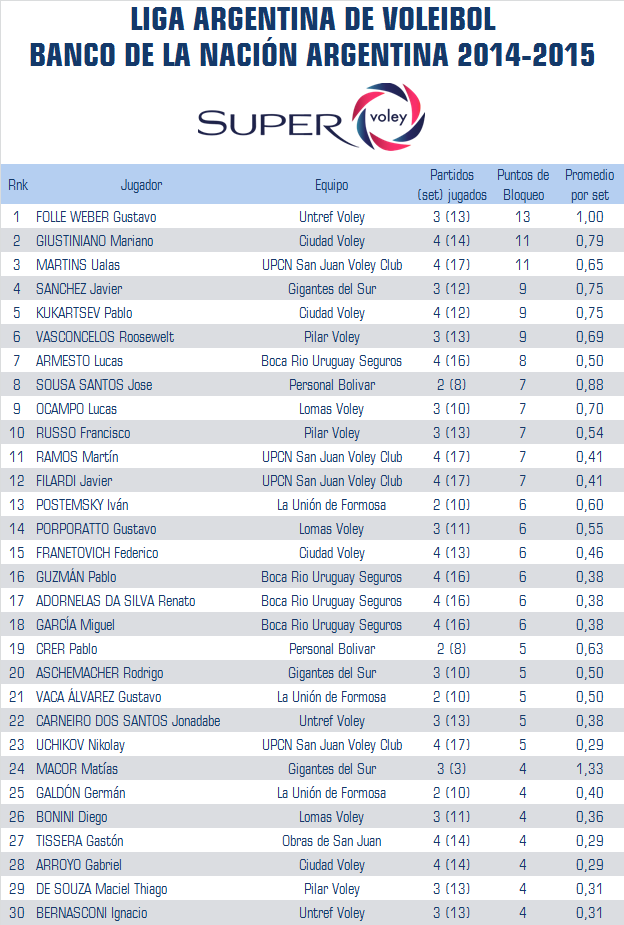 LIGA ARGENTINA DE VOLEIBOL
BANCO DE LA NACIÓN ARGENTINA 2014-2015
SUPER voley
Rnk Jugador Equipo Partidos (set) jugados Puntos de Bloqueo Promedio por set
1 FOLLE WEBER Gustavo Untref Voley 3 (13) 13 1,00
2 GIUSTINIANO Mariano Ciudad Voley 4 (14) 11 0,79
3 MARTINS Ualas UPCN San Juan Voley Club 4 (17) 11 0,65
4 SANCHEZ Javier Gigantes del Sur 3 (12) 9 0,75
5 KUKARTSEV Pablo Ciudad Voley 4 (12) 9 0,75
6 VASCONCELOS Roosewelt Pilar Voley 3 (13) 9 0,69
7 ARMESTO Lucas Boca Rio Uruguay Seguros 4 (16) 8 0,50
8 SOUSA SANTOS Jose Personal Bolivar 2 (8) 7 0,88
9 OCAMPO Lucas Lomas Voley 3 (10) 7 0,70
10 RUSSO Francisco Pilar Voley 3 (13) 7 0,54
11 RAMOS Martín UPCN San Juan Voley Club 4 (17) 7 0,41
12 FILARDI Javier UPCN San Juan Voley Club 4 (17) 7 0,41
13 POSTEMSKY Iván La Unión de Formosa 2 (10) 6 0,60
14 PORPORATTO Gustavo Lomas Voley 3 (11) 6 0,55
15 FRANETOVICH Federico Ciudad Voley 4 (13) 6 0,46
16 GUZMÁN Pablo Boca Rio Uruguay Seguros 4 (16) 6 0,38
17 ADORNELAS DA SILVA Renato Boca Rio Uruguay Seguros 4 (16) 6 0,38
18 GARCÍA Miguel Boca Rio Uruguay Seguros 4 (16) 6 0,38
19 CRER Pablo Personal Bolivar 2 (8) 5 0,63
20 ASCHEMACHER Rodrigo Gigantes del Sur 3 (10) 5 0,50
21 VACA ÁLVAREZ Gustavo La Unión de Formosa 2 (10) 5 0,50
22 CARNEIRO DOS SANTOS Jonadabe Untref Voley 3 (13) 5 0,38
23 UCHIKOV Nikolay UPCN San Juan Voley Club 4 (17) 5 0,29
24 MACOR Matías Gigantes del Sur 3 (3) 4 1,33
25 GALDÓN Germán La Unión de Formosa 2 (10) 4 0,40
26 BONINI Diego Lomas Voley 3 (11) 4 0,36
27 TISSERA Gastón Obras de San Juan 4 (14) 4 0,29
28 ARROYO Gabriel Ciudad Voley 4 (14) 4 0,29
29 DE SOUZA Maciel Thiago Pilar Voley 3 (13) 4 0,31
30 BERNASCONI Ignacio Untref Voley 3 (13) 4 0,31